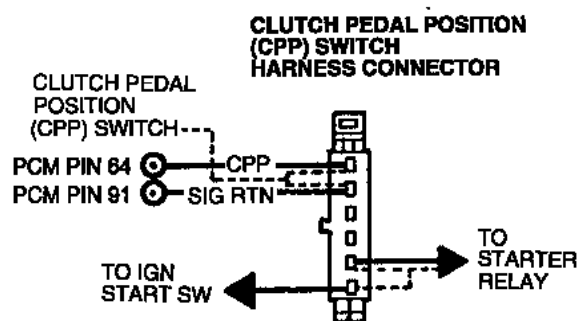 CLUTCH PEDAL POSITION
(CPP) SWITCH
HARNESS CONNECTOR
CLUTCH PEDAL
POSITION
(CPP) SWITCH
PCM PIN 64
CPP
PCM PIN 91
SIG RTN
TO
STARTER
RELAY
TO IGN
START SW